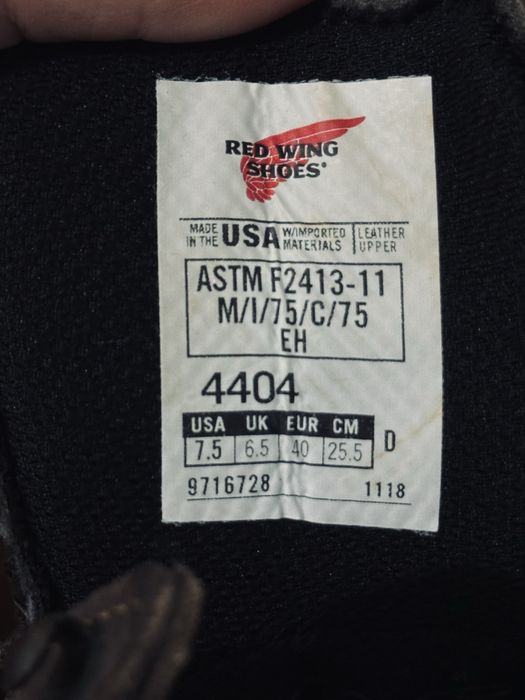 RED WING
SHOES®
MADE IN THE USA W/IMPORTED MATERIALS LEATHER UPPER
ASTM F2413-11
M/I/75/C/75
EH
4404
USA UK EUR CM
7.5 6.5 40 25.5 D
9716728 1118